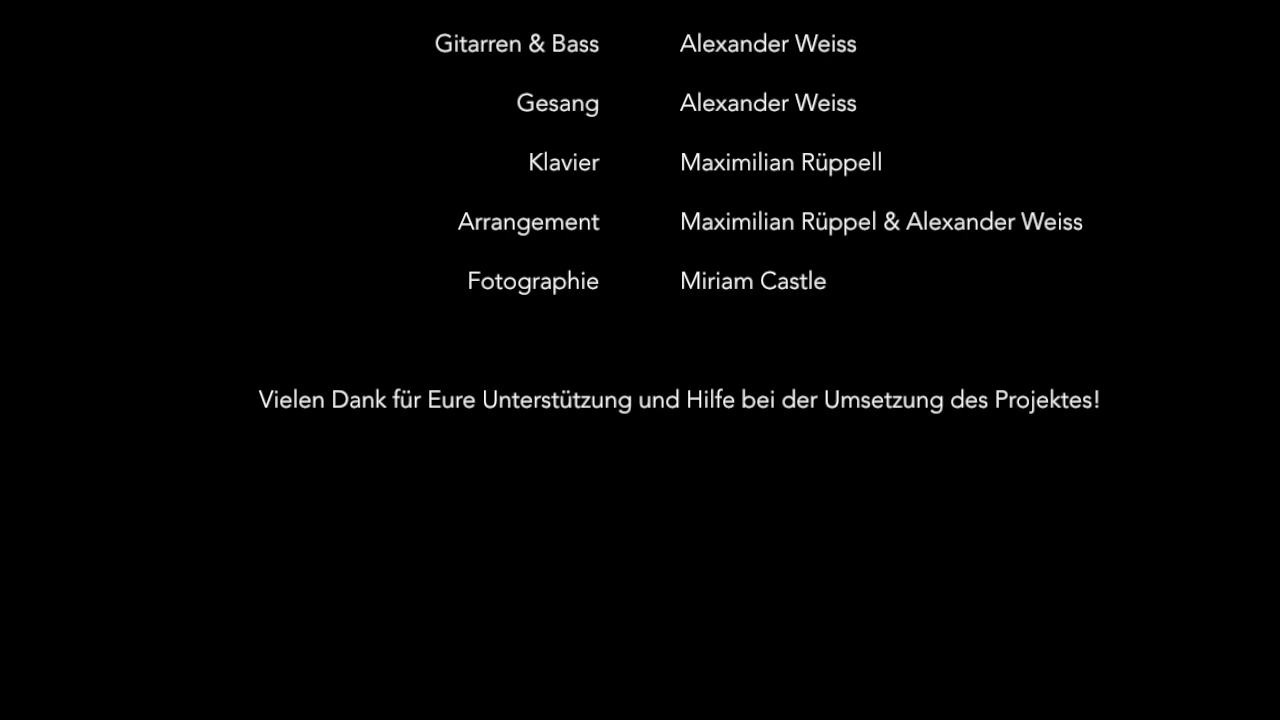 Gitarren & Bass Alexander Weiss
Gesang Alexander Weiss
Klavier Maximilian Rüppell
Arrangement Maximilian Rüppel & Alexander Weiss
Fotographie Miriam Castle
Vielen Dank für Eure Unterstützung und Hilfe bei der Umsetzung des Projektes!